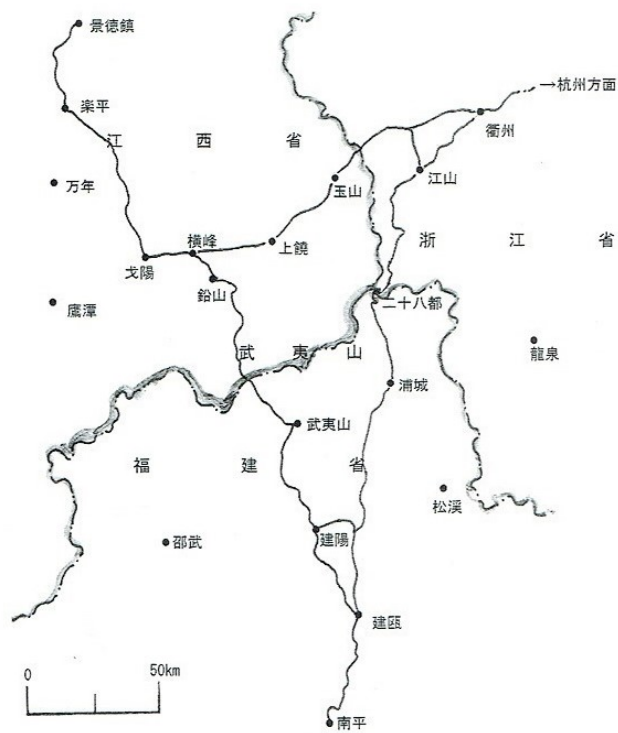 景德鎮
→杭州方面
楽平
衢州
江西省
万年
玉山
江山
浙江省
横峰
上饒
戈陽
鉛山
二十八都
鷹潭
武夷山
龍泉
浦城
武夷山
福建省
松溪
建陽
邵武
建瓯
0 50km
南平